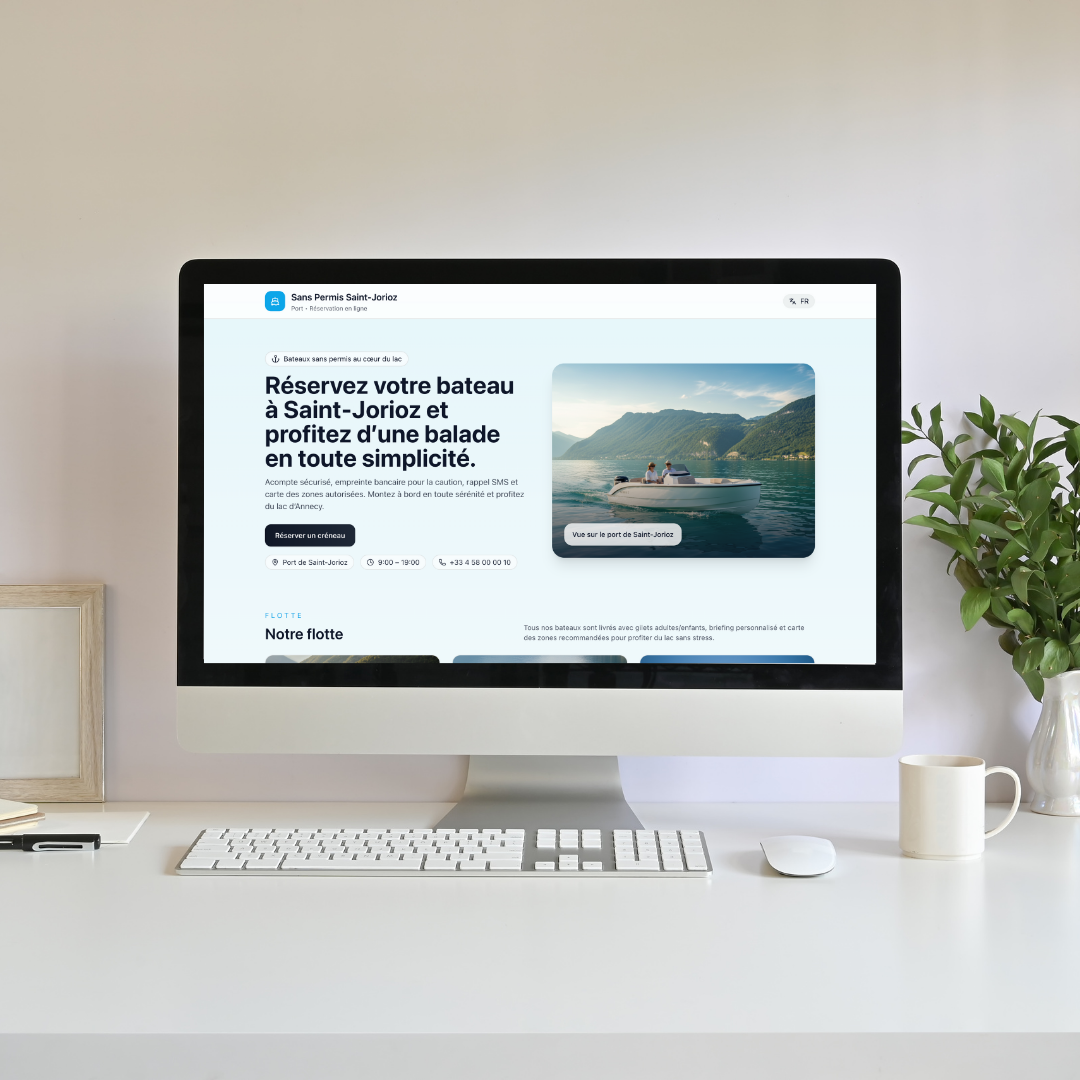 Sans Permis Saint-Jorioz
Port • Réservation en ligne
FR
Bateaux sans permis au cœur du lac
Réservez votre bateau
à Saint-Jorioz et
profitez d’une balade
en toute simplicité.
Acompte sécurisé, empreinte bancaire pour la caution, rappel SMS et
carte des zones autorisées. Montez à bord en toute sérénité et profitez
du lac d’Annecy.
Réserver un créneau
Port de Saint-Jorioz
9:00 – 19:00
+33 4 58 00 00 10
Vue sur le port de Saint-Jorioz
FLOTTE
Notre flotte
Tous nos bateaux sont livrés avec gilets adultes/enfants, briefing personnalisé et carte
des zones recommandées pour profiter du lac sans stress.